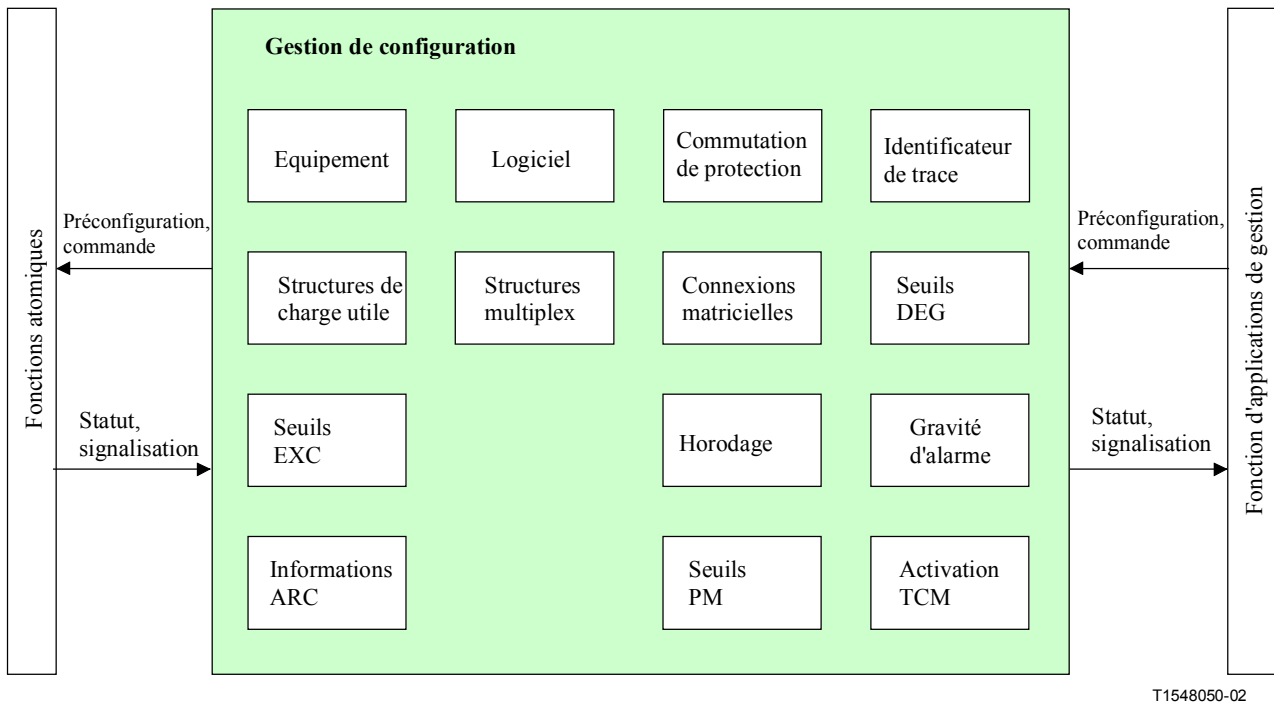 Gestion de configuration
Equipement
Logiciel
Commutation
de protection
Identificateur
de trace
Préconfiguration,
commande
Préconfiguration,
commande
Fonctions atomiques
Fonction d'applications de gestion
Structures de
charge utile
Structures
multiplex
Connexions
matricielles
Seuils
DEG
Statut,
signalisation
Seuils
EXC
Horodage
Gravité
d'alarme
Statut,
signalisation
Informations
ARC
Seuils
PM
Activation
TCM
T1548050-02